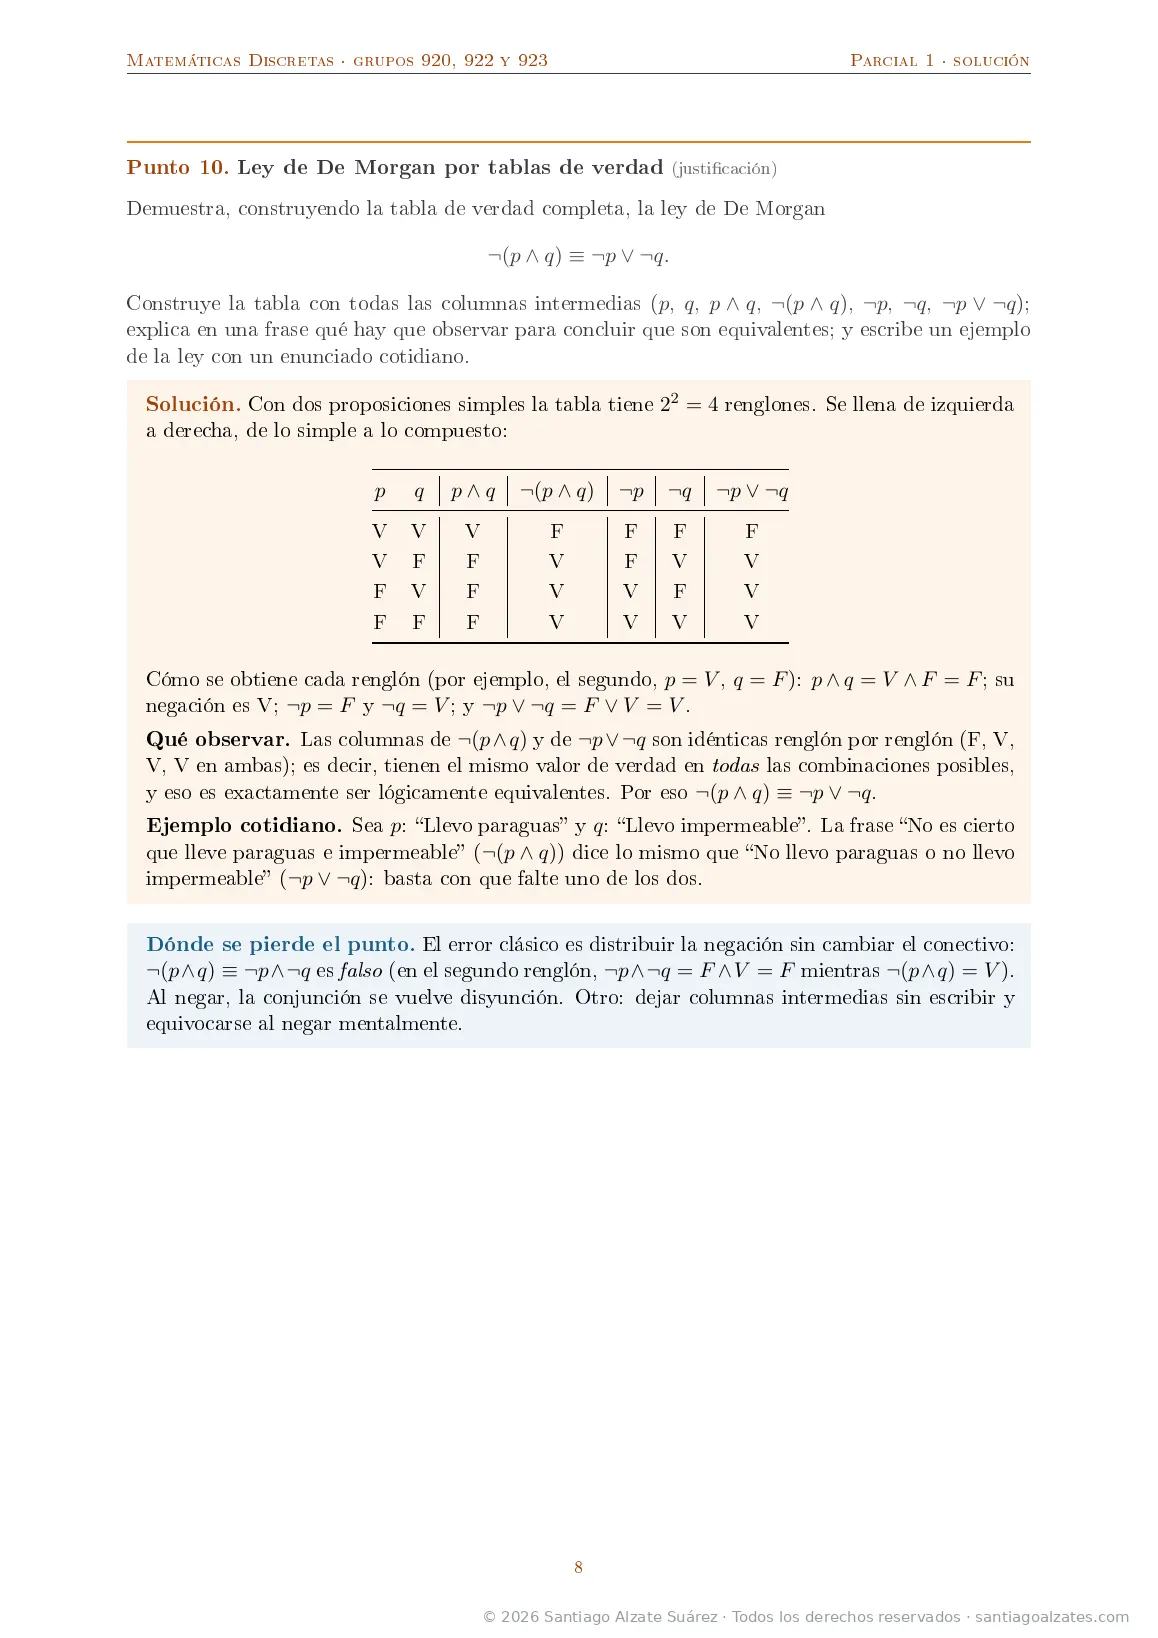 Matemáticas Discretas · grupos 920, 922 y 923
Parcial 1 · solución
Punto 10. Ley de De Morgan por tablas de verdad (justificación)
Demuestra, construyendo la tabla de verdad completa, la ley de De Morgan
¬(p ∧ q) ≡ ¬p ∨ ¬q.
Construye la tabla con todas las columnas intermedias (p, q, p ∧ q, ¬(p ∧ q), ¬p, ¬q, ¬p ∨ ¬q);
explica en una frase qué hay que observar para concluir que son equivalentes; y escribe un ejemplo
de la ley con un enunciado cotidiano.
Solución. Con dos proposiciones simples la tabla tiene 2² = 4 renglones. Se llena de izquierda
a derecha, de lo simple a lo compuesto:
p q p ∧ q ¬(p ∧ q) ¬p ¬q ¬p ∨ ¬q
V V V F F F F
V F F V F V V
F V F V V F V
F F F V V V V
Cómo se obtiene cada renglón (por ejemplo, el segundo, p = V, q = F): p ∧ q = V ∧ F = F; su
negación es V; ¬p = F y ¬q = V; y ¬p ∨ ¬q = F ∨ V = V.
Qué observar. Las columnas de ¬(p ∧ q) y de ¬p ∨ ¬q son idénticas renglón por renglón (F, V,
V, V en ambas); es decir, tienen el mismo valor de verdad en todas las combinaciones posibles,
y eso es exactamente ser lógicamente equivalentes. Por eso ¬(p ∧ q) ≡ ¬p ∨ ¬q.
Ejemplo cotidiano. Sea p: “Llevo paraguas” y q: “Llevo impermeable”. La frase “No es cierto
que lleve paraguas e impermeable” (¬(p ∧ q)) dice lo mismo que “No llevo paraguas o no llevo
impermeable” (¬p ∨ ¬q): basta con que falte uno de los dos.
Dónde se pierde el punto. El error clásico es distribuir la negación sin cambiar el conectivo:
¬(p∧q) ≡ ¬p∧¬q es falso (en el segundo renglón, ¬p∧¬q = F∧V = F mientras ¬(p∧q) = V).
Al negar, la conjunción se vuelve disyunción. Otro: dejar columnas intermedias sin escribir y
equivocarse al negar mentalmente.
8
© 2026 Santiago Alzate Suárez · Todos los derechos reservados · santiagoalzates.com